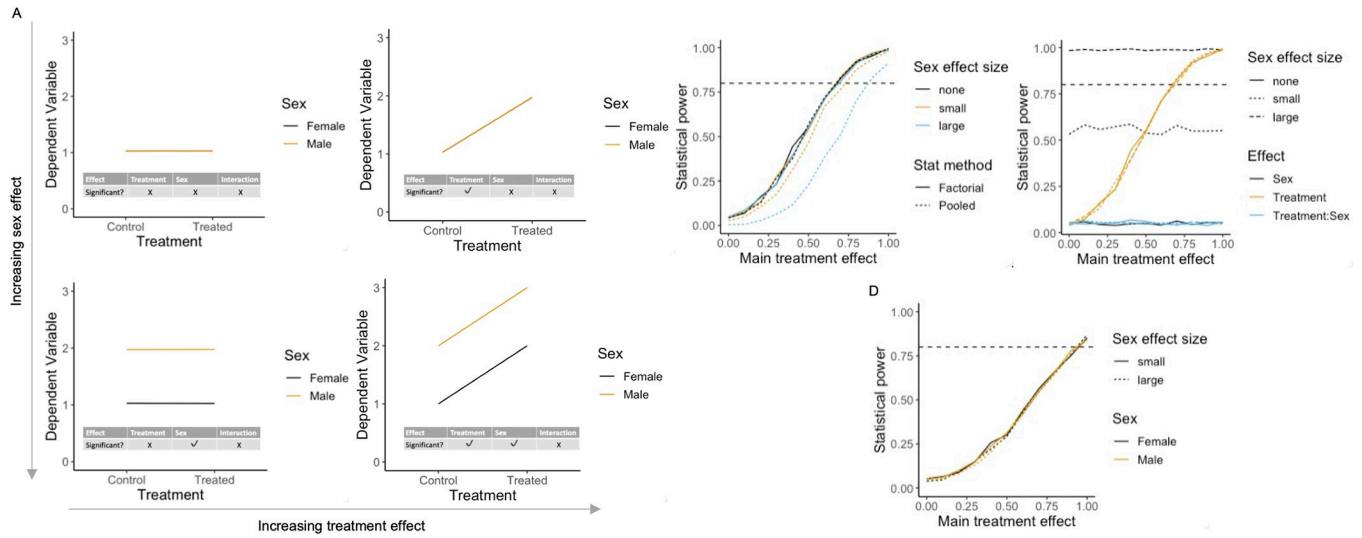 A
Increasing sex effect
Dependent Variable
3
2
1
0
Effect Treatment Sex Interaction
Significant? X X X
Control Treated
Treatment
Sex
Female
Male
Dependent Variable
3
2
1
0
Effect Treatment Sex Interaction
Significant? ✓ X X
Control Treated
Treatment
Sex
Female
Male
Statistical power
1.00
0.75
0.50
0.25
0.00
0.00 0.25 0.50 0.75 1.00
Main treatment effect
Sex effect size
none
small
large
Stat method
Factorial
Pooled
Statistical power
1.00
0.75
0.50
0.25
0.00
0.00 0.25 0.50 0.75 1.00
Main treatment effect
Sex effect size
none
small
large
Effect
Sex
Treatment
Treatment:Sex
Dependent Variable
3
2
1
0
Effect Treatment Sex Interaction
Significant? X ✓ X
Control Treated
Treatment
Sex
Female
Male
Dependent Variable
3
2
1
0
Effect Treatment Sex Interaction
Significant? ✓ ✓ X
Control Treated
Treatment
Sex
Female
Male
Increasing treatment effect
D
Statistical power
1.00
0.75
0.50
0.25
0.00
0.00 0.25 0.50 0.75 1.00
Main treatment effect
Sex effect size
small
large
Sex
Female
Male